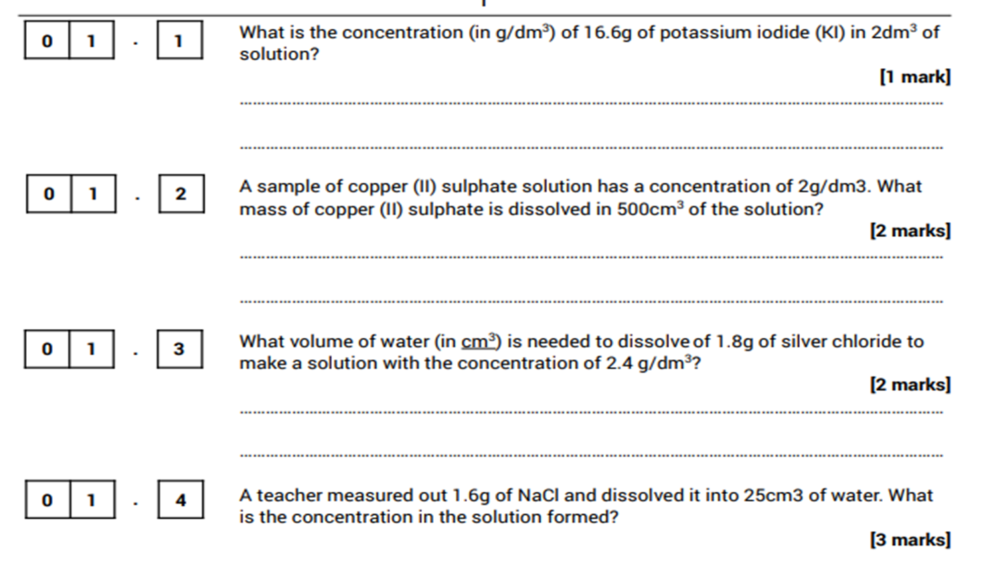 0 1 . 1 What is the concentration (in g/dm³) of 16.6g of potassium iodide (KI) in 2dm³ of
solution?
[1 mark]
0 1 . 2 A sample of copper (II) sulphate solution has a concentration of 2g/dm3. What
mass of copper (II) sulphate is dissolved in 500cm³ of the solution?
[2 marks]
0 1 . 3 What volume of water (in cm³) is needed to dissolve of 1.8g of silver chloride to
make a solution with the concentration of 2.4 g/dm³?
[2 marks]
0 1 . 4 A teacher measured out 1.6g of NaCl and dissolved it into 25cm3 of water. What
is the concentration in the solution formed?
[3 marks]